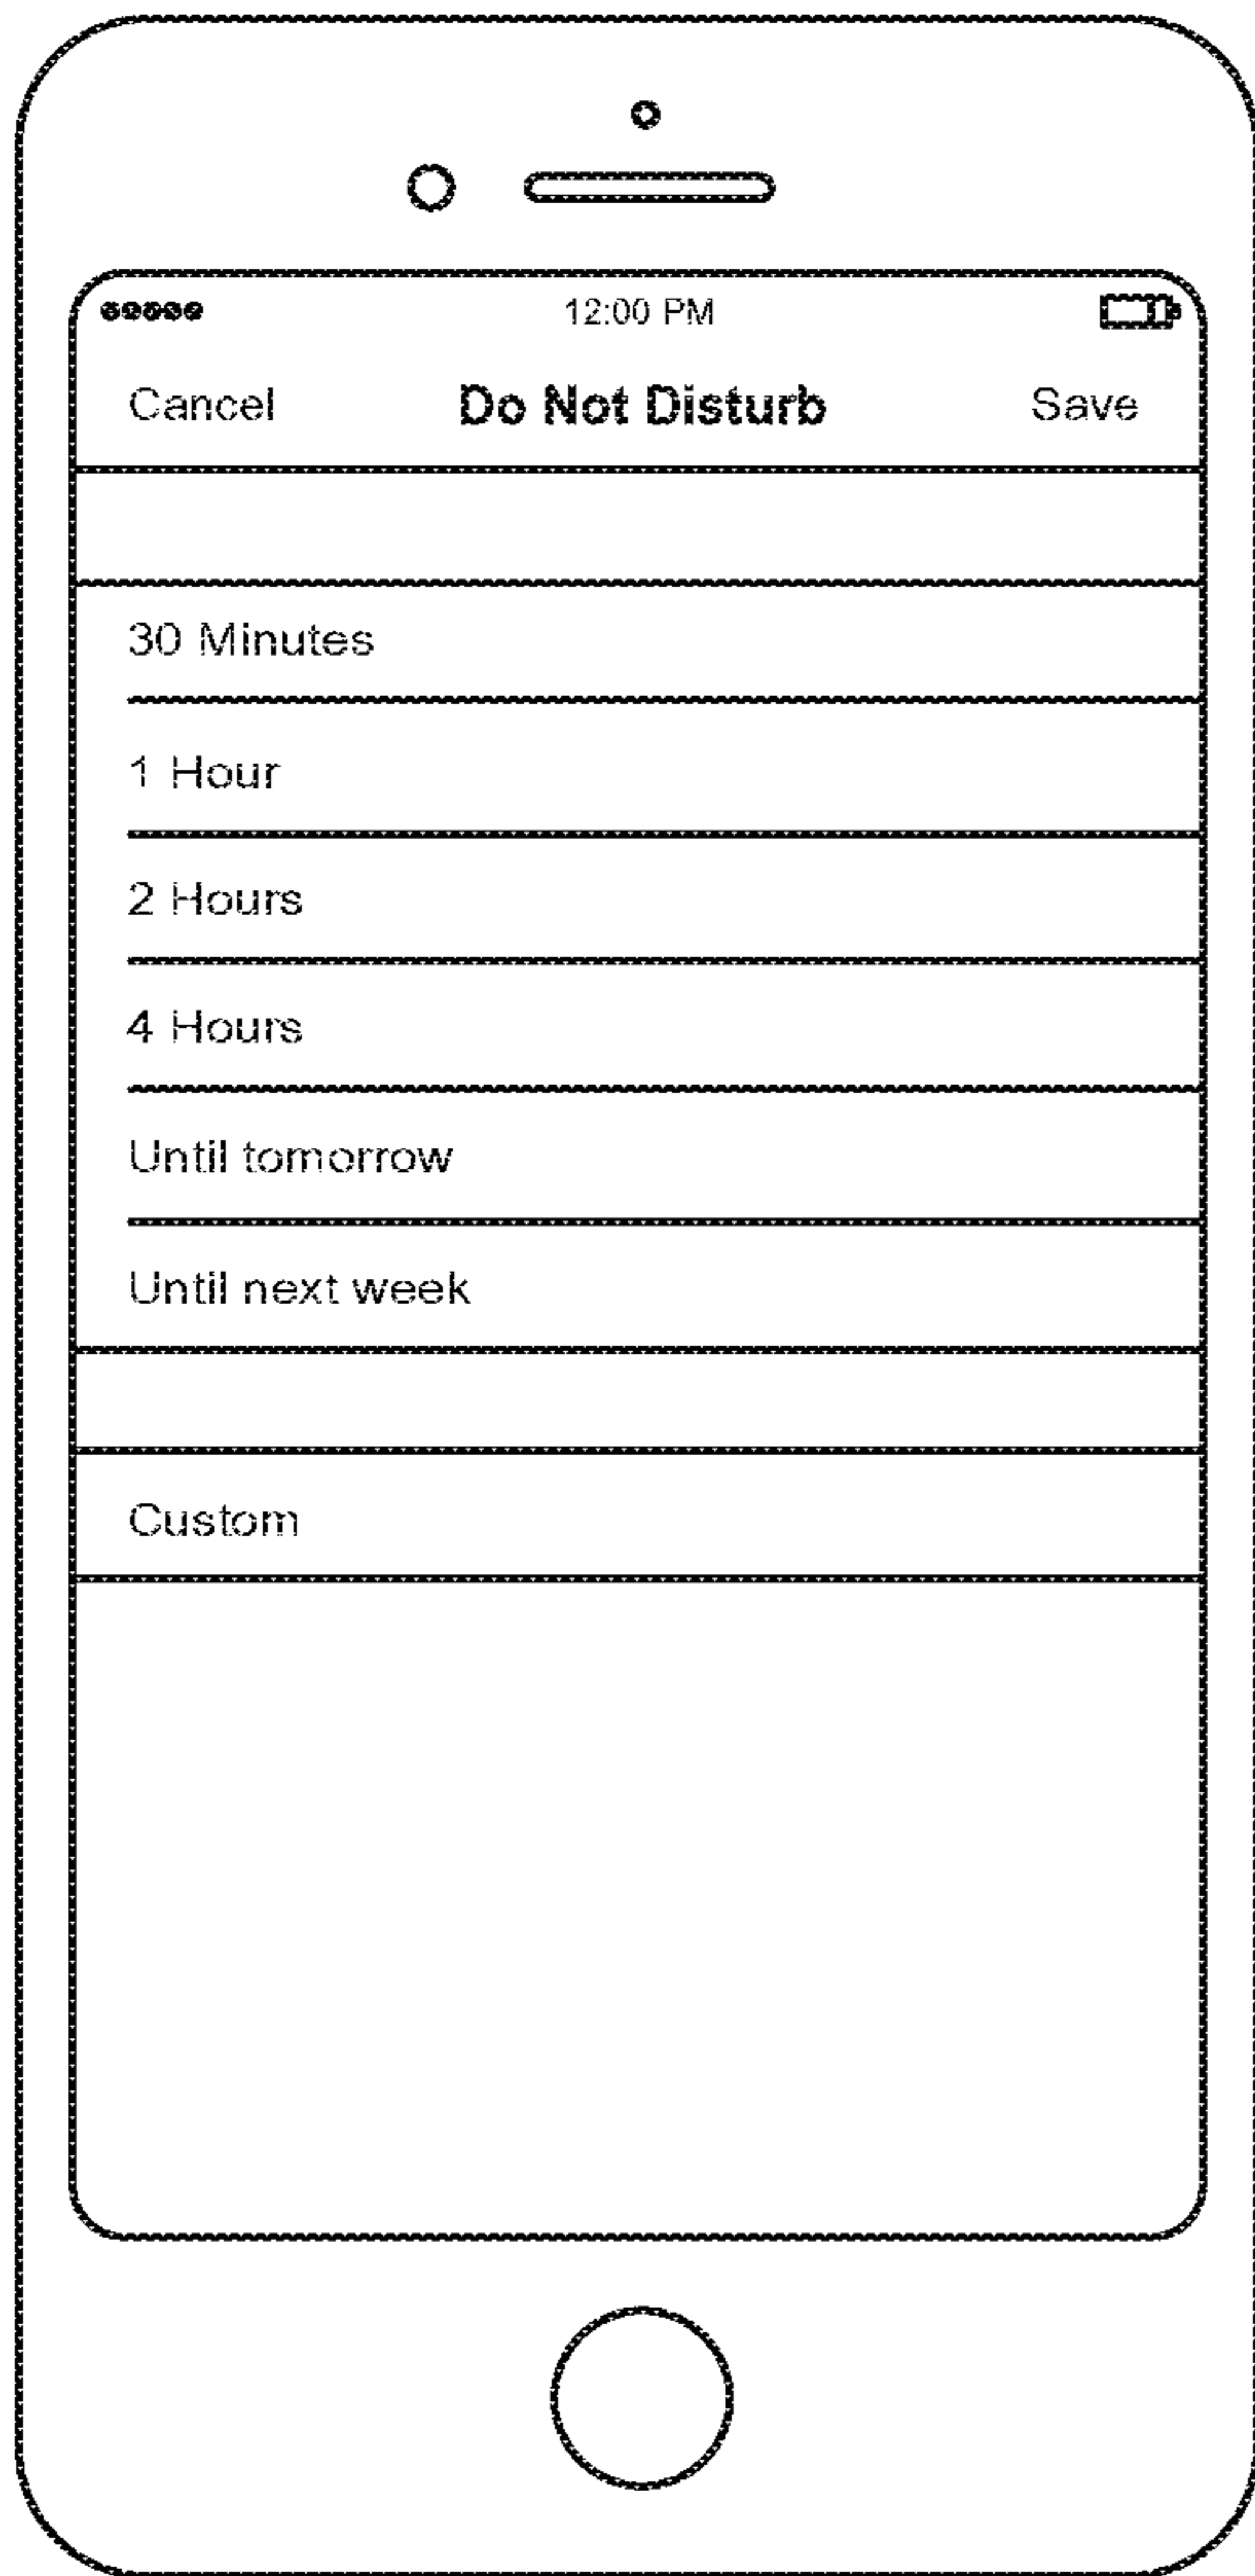 12:00 PM
Cancel Do Not Disturb Save
30 Minutes
1 Hour
2 Hours
4 Hours
Until tomorrow
Until next week
Custom